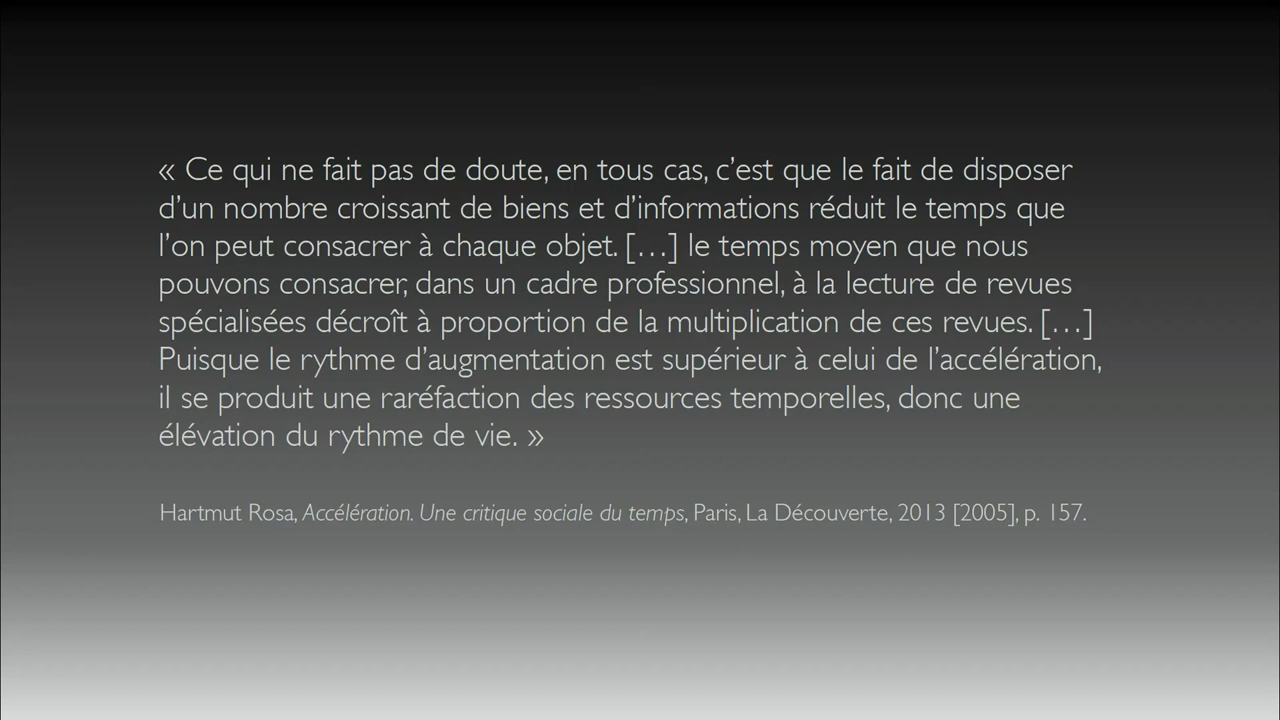 « Ce qui ne fait pas de doute, en tous cas, c’est que le fait de disposer
d’un nombre croissant de biens et d’informations réduit le temps que
l’on peut consacrer à chaque objet. […] le temps moyen que nous
pouvons consacrer, dans un cadre professionnel, à la lecture de revues
spécialisées décroît à proportion de la multiplication de ces revues. […]
Puisque le rythme d’augmentation est supérieur à celui de l’accélération,
il se produit une raréfaction des ressources temporelles, donc une
élévation du rythme de vie. »
Hartmut Rosa, Accélération. Une critique sociale du temps, Paris, La Découverte, 2013 [2005], p. 157.